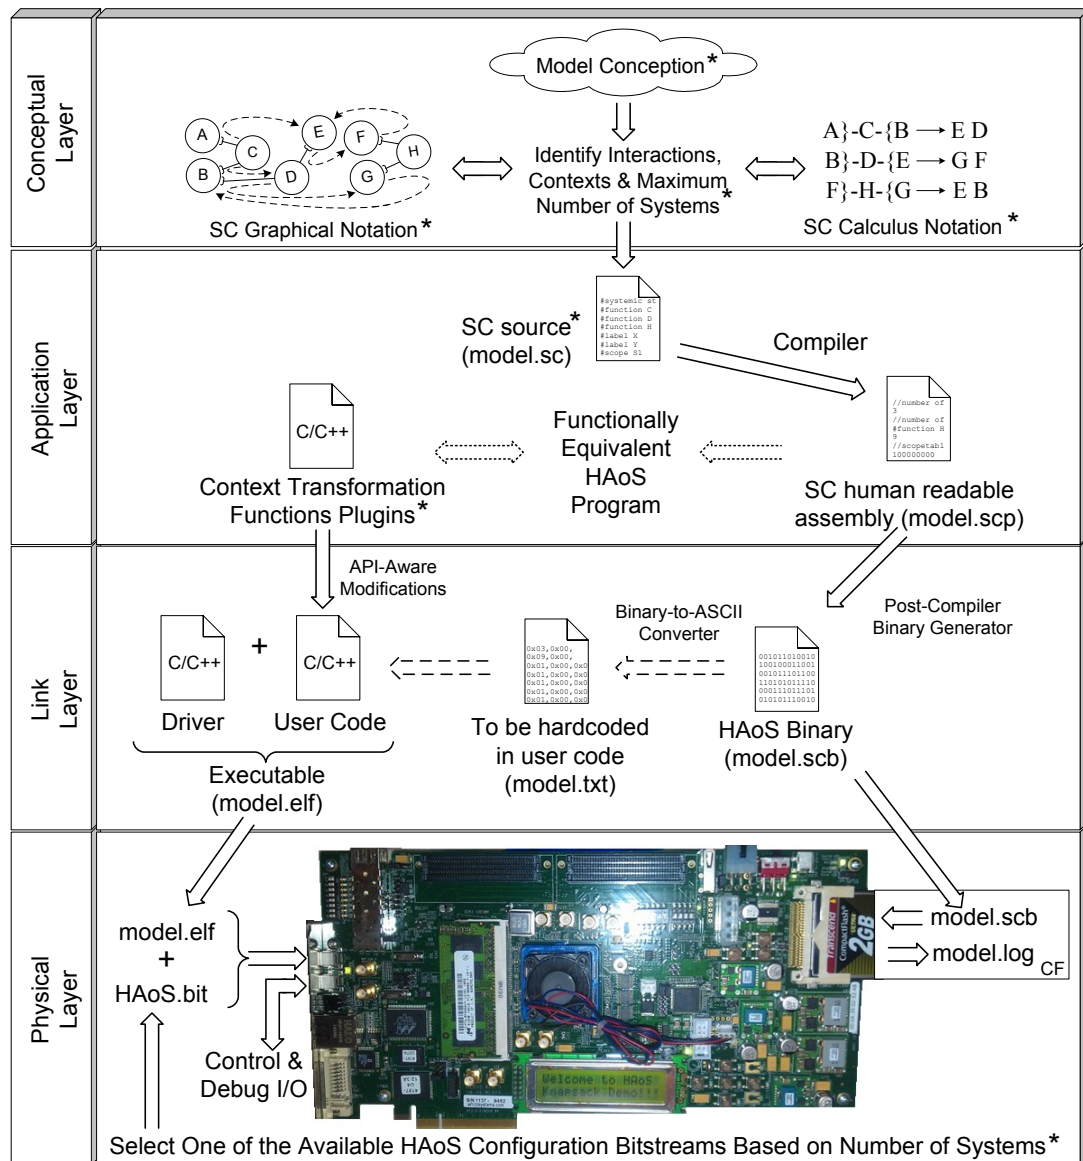 Conceptual
Layer
Model Conception*
A
B
C
D
E
F
G
H
SC Graphical Notation*
Identify Interactions,
Contexts & Maximum
Number of Systems*
A}-C-{B → E D
B}-D-{E → G F
F}-H-{G → E B
SC Calculus Notation*
Application
Layer
SC source*
(model.sc)
#systemic st
#function C
#function D
#function H
#label X
#label Y
#scope S1
Compiler
//number of
3
//number of
#function H
9
//scopetabl
100000000
SC human readable
assembly (model.scp)
Functionally
Equivalent
HAoS
Program
C/C++
Context Transformation
Functions Plugins*
Link
Layer
API-Aware
Modifications
C/C++
+
C/C++
Driver
User Code
Executable
(model.elf)
Binary-to-ASCII
Converter
0x03,0x00,
0x09,0x00,
0x01,0x00,0x0
0x01,0x00,0x0
0x01,0x00,0x0
0x01,0x00,0x0
0x01,0x00,0x0
To be hardcoded
in user code
(model.txt)
Post-Compiler
Binary Generator
001011010010
100100011001
001011101100
110101011110
000111011101
010101110010
HAoS Binary
(model.scb)
Physical
Layer
model.elf
+
HAoS.bit
Control &
Debug I/O
Transcend
CompactFlash
2GB
Welcome to HAoS
Knapsack Demo!!!
model.scb
model.log
CF
Select One of the Available HAoS Configuration Bitstreams Based on Number of Systems*